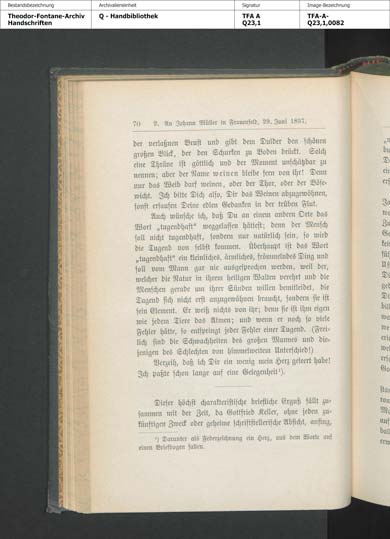 Bestandsbezeichnung
Theodor-Fontane-Archiv
Handschriften
Archivalieneinheit
Q - Handbibliothek
Signatur
TFA A
Q23,1
Image-Bezeichnung
TFA-A-
Q23,1,0082
70 2. An Johann Müller in Frauenfeld, 29. Juni 1837.
der verlaßnen Brust und gibt dem Dulder den schönen
großen Blick, der den Schurken zu Boden drückt. Solch
eine Thräne ist göttlich und der Moment unschätzbar zu
nennen; aber der Name weinen bleibe fern von ihr! Denn
nur das Weib darf weinen, oder der Thor, oder der Böse-
wicht. Ich bitte Dich also, Dir das Weinen abzugewöhnen,
sonst ersaufen Deine edlen Gedanken in der trüben Flut.
Auch wünsche ich, daß Du an einem andern Orte das
Wort „tugendhaft" weggelassen hättest; denn der Mensch
soll nicht tugendhaft, sondern nur natürlich sein, so wird
die Tugend von selbst kommen. Überhaupt ist das Wort
„tugendhaft" ein kleinliches, ärmliches, frömmelndes Ding und
soll vom Mann gar nie ausgesprochen werden, weil der,
welcher die Natur in ihrem heiligen Walten verehrt und die
Menschen gerade um ihrer Sünden willen bemitleidet, die
Tugend sich nicht erst anzugewöhnen braucht, sondern sie ist
sein Element. Er weiß nichts von ihr; denn sie ist ihm eigen
wie jedem Tiere das Atmen; und wenn er noch so viele
Fehler hätte, so entspringt jeder Fehler einer Tugend. (Frei-
lich sind die Schwachheiten des großen Mannes und die-
jenigen des Schlechten von himmelweitem Unterschied!)
Verzeih, daß ich Dir ein wenig mein Herz geleert habe!
Ich paßte schon lange auf eine Gelegenheit¹).
Dieser höchst charakteristische briefliche Erguß fällt zu-
sammen mit der Zeit, da Gottfried Keller, ohne jeden zu-
künftigen Zweck oder geheime schriftstellerische Absicht, anfing,
¹) Darunter als Federzeichnung ein Herz, aus dem Worte auf
einen Briefbogen fallen.